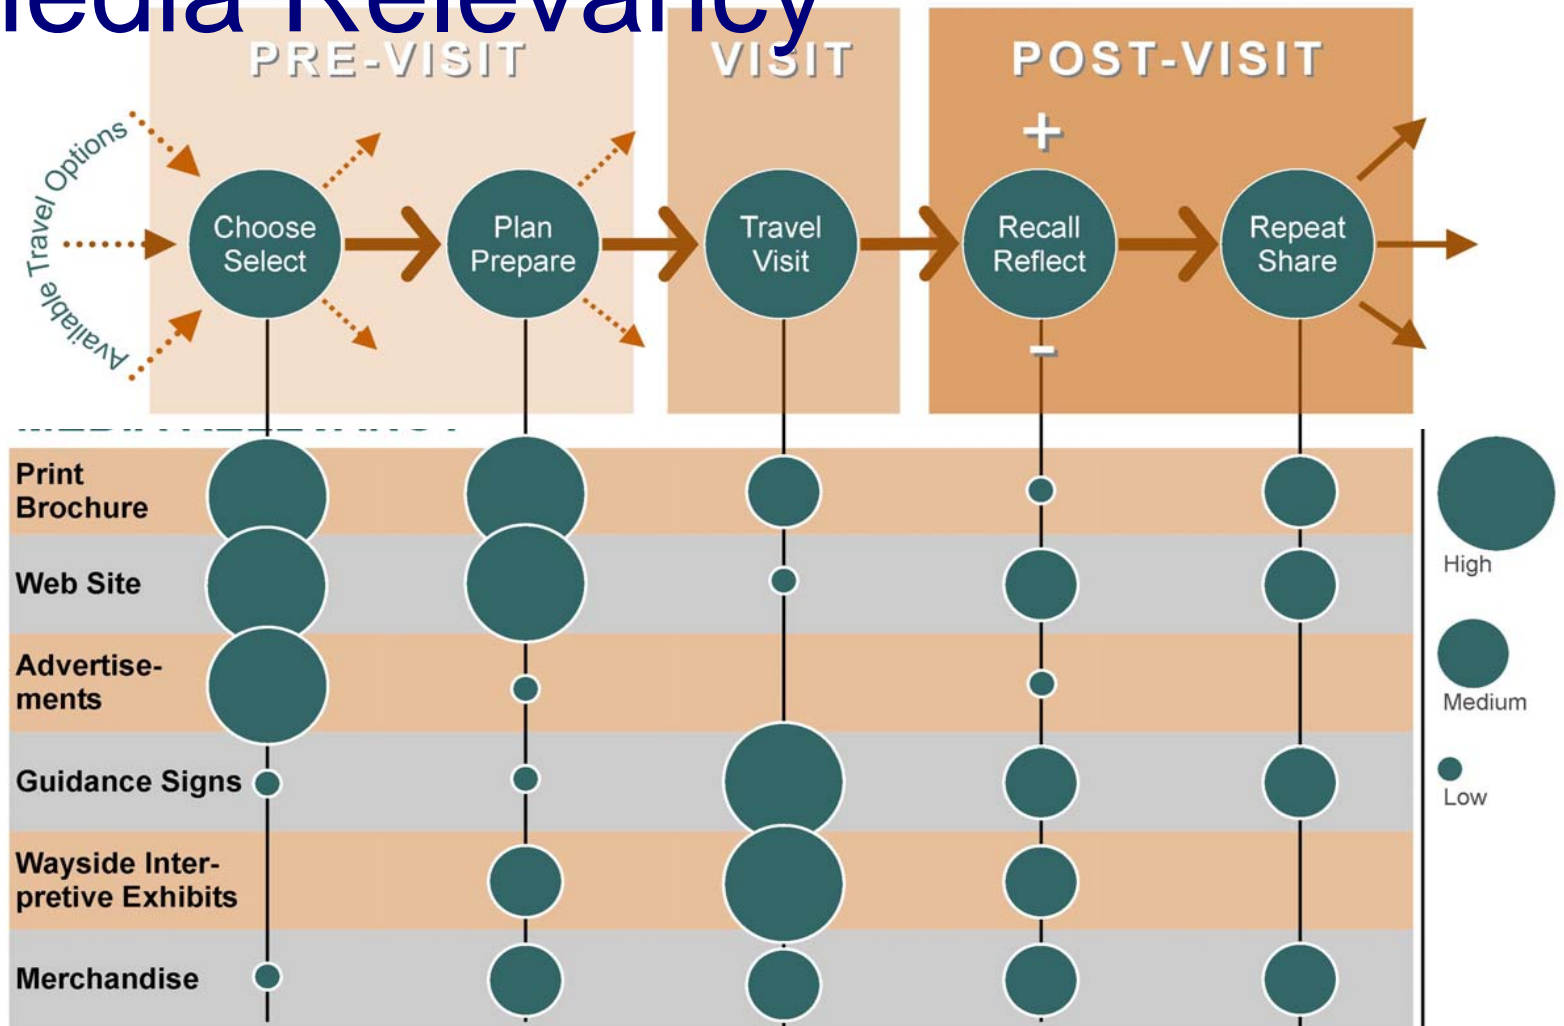 Media Relevancy
PRE-VISIT
VISIT
POST-VISIT
Available Travel Options
+
Choose
Select
Plan
Prepare
Travel
Visit
Recall
Reflect
Repeat
Share
-
Print
Brochure
Web Site
Advertise-
ments
Guidance Signs
Wayside Inter-
pretive Exhibits
Merchandise
High
Medium
Low